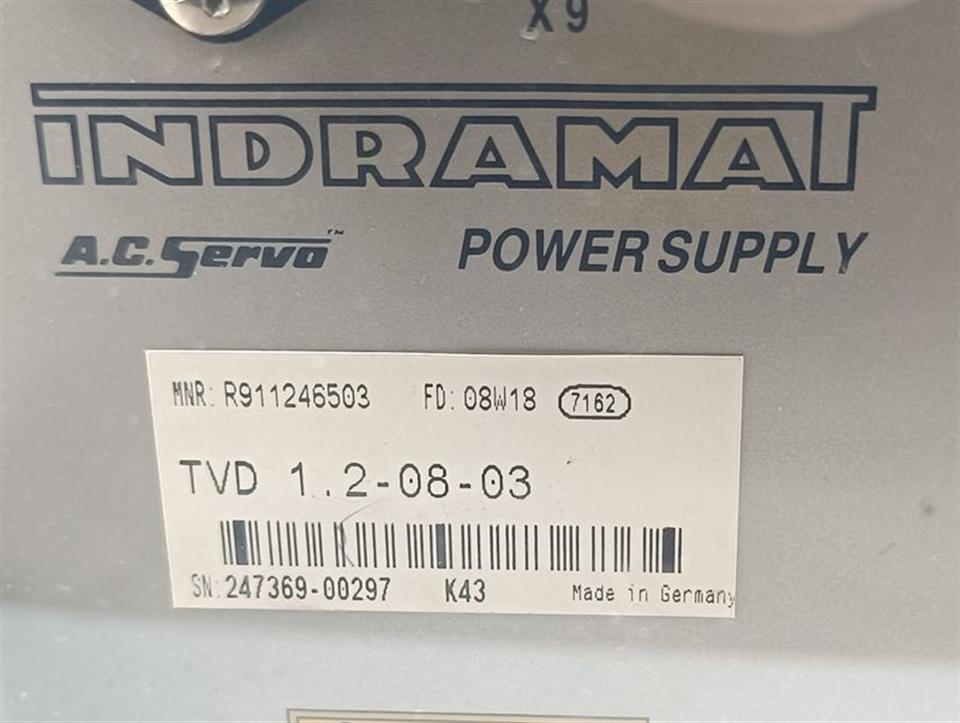 X9
INDRAMAT
A.C. Servo™ POWER SUPPLY
MNR: R911246503 FD: 08W18 7162
TVD 1.2-08-03
SN: 247369-00297 K43 Made in Germany